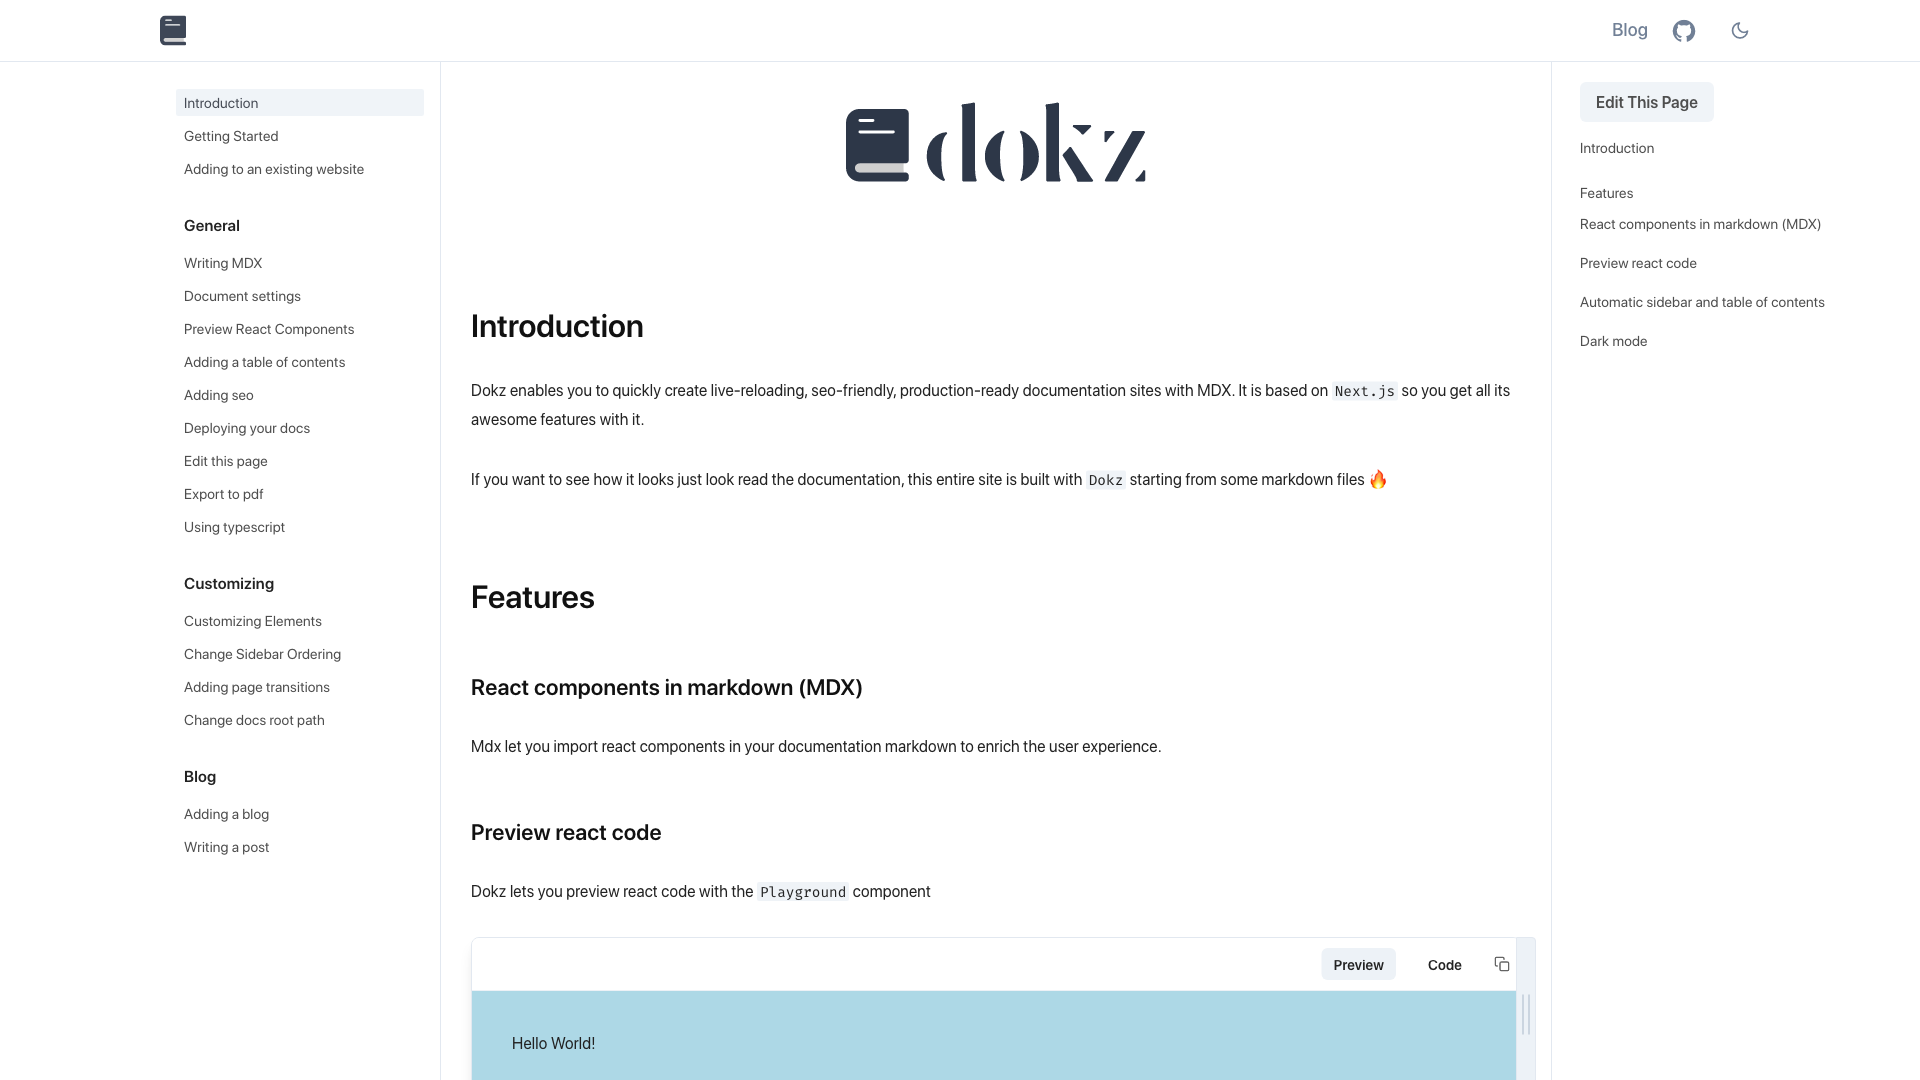 Blog
Introduction
Getting Started
Adding to an existing website
General
Writing MDX
Document settings
Preview React Components
Adding a table of contents
Adding seo
Deploying your docs
Edit this page
Export to pdf
Using typescript
Customizing
Customizing Elements
Change Sidebar Ordering
Adding page transitions
Change docs root path
Blog
Adding a blog
Writing a post
dokz
Introduction
Dokz enables you to quickly create live-reloading, seo-friendly, production-ready documentation sites with MDX. It is based on Next.js so you get all its
awesome features with it.
If you want to see how it looks just look read the documentation, this entire site is built with Dokz starting from some markdown files 🔥
Features
React components in markdown (MDX)
Mdx let you import react components in your documentation markdown to enrich the user experience.
Preview react code
Dokz lets you preview react code with the Playground component
Preview Code
Hello World!
Edit This Page
Introduction
Features
React components in markdown (MDX)
Preview react code
Automatic sidebar and table of contents
Dark mode